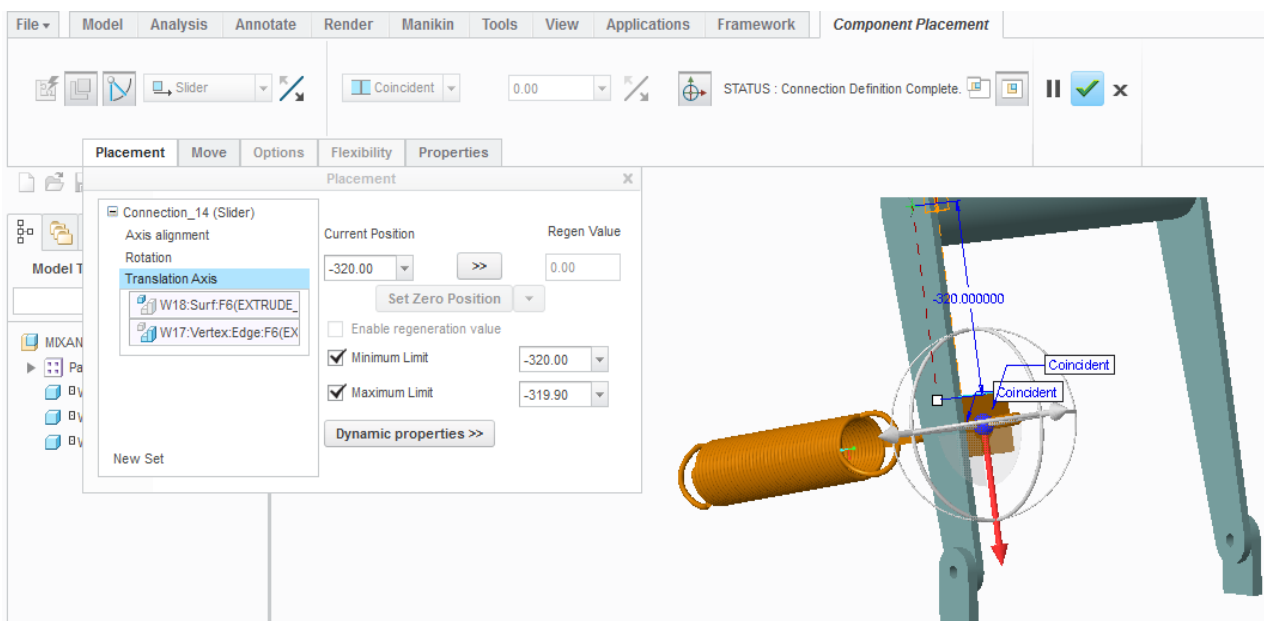 File Model Analysis Annotate Render Manikin Tools View Applications Framework Component Placement
Slider Coincident 0.00 STATUS : Connection Definition Complete.
Placement Move Options Flexibility Properties
Placement
Connection_14 (Slider)
Axis alignment Current Position Regen Value
Rotation
Translation Axis -320.00 >> 0.00
W18:Surf:F6(EXTRUDE_ Set Zero Position
W17:Vertex:Edge:F6(EX Enable regeneration value
Minimum Limit -320.00
Maximum Limit -319.90
Dynamic properties >>
New Set
Model T
MIXAN
Pa
-320.000000
Coincident
Coincident